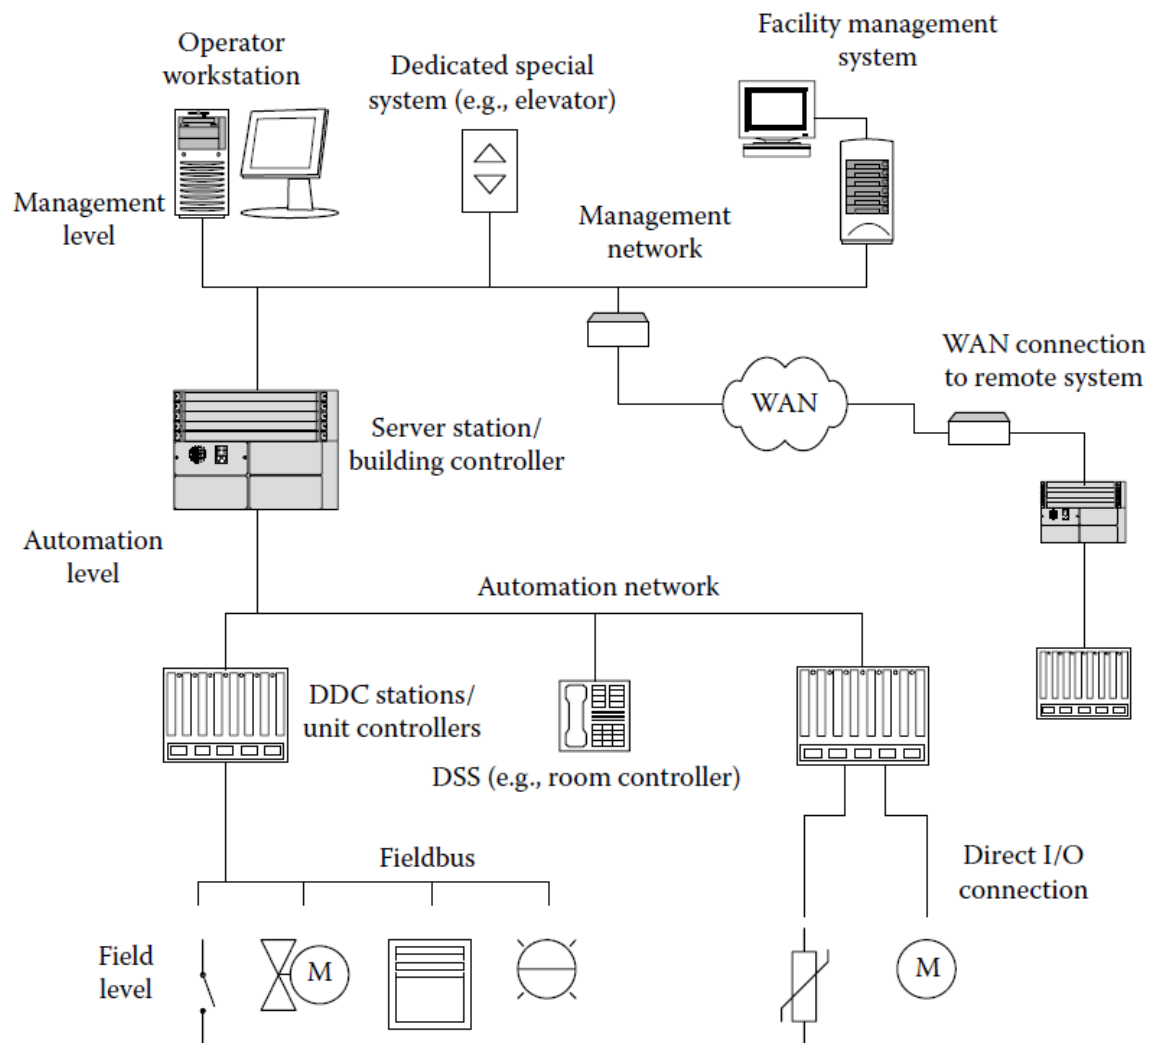 Operator
workstation
Dedicated special
system (e.g., elevator)
Facility management
system
Management
level
Management
network
WAN connection
to remote system
WAN
Server station/
building controller
Automation
level
Automation network
DDC stations/
unit controllers
DSS (e.g., room controller)
Fieldbus
Direct I/O
connection
Field
level
M
M